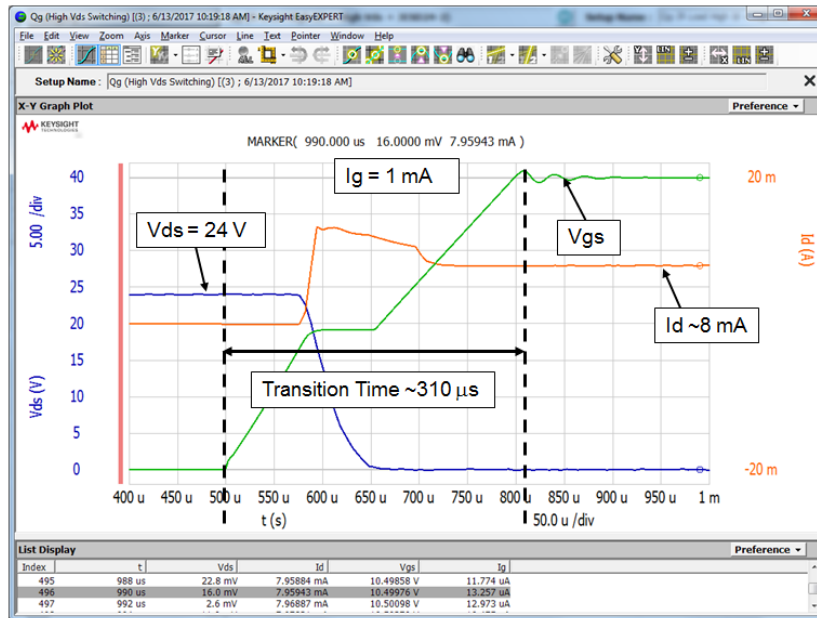 Qg (High Vds Switching) [(3) ; 6/13/2017 10:19:18 AM] - Keysight EasyEXPERT
File Edit View Zoom Axis Marker Cursor Line Text Pointer Window Help
Setup Name : Qg (High Vds Switching) [(3) ; 6/13/2017 10:19:18 AM]
X-Y Graph Plot
Preference
KEYSIGHT
TECHNOLOGIES
MARKER( 990.000 us 16.0000 mV 7.95943 mA )
40
20 m
Ig = 1 mA
5.00 /div
35
Vds = 24 V
Vgs
30
Id (A)
25
20
Id ~8 mA
15
Transition Time ~310 μs
10
Vds (V)
5
0
-20 m
400 u 450 u 500 u 550 u 600 u 650 u 700 u 750 u 800 u 850 u 900 u 950 u 1 m
t (s)
50.0 u /div
List Display
Preference
Index t Vds Id Vgs Ig
495 988 us 22.8 mV 7.95884 mA 10.49858 V 11.774 uA
496 990 us 16.0 mV 7.95943 mA 10.49976 V 13.257 uA
497 992 us 2.6 mV 7.96887 mA 10.50098 V 12.973 uA